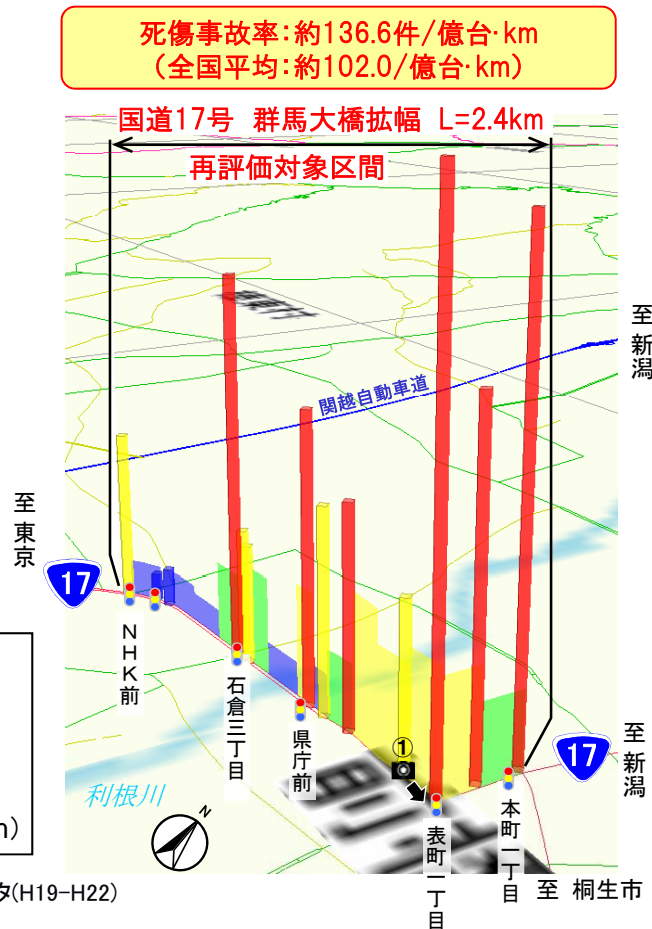 死傷事故率：約136.6件/億台･km
（全国平均：約102.0/億台･km）
国道17号 群馬大橋拡幅 L=2.4km
再評価対象区間
至 新潟
関越自動車道
至 東京
17
NHK前
石倉三丁目
県庁前
①
17
至 新潟
利根川
N
表町一丁目
本町一丁目
至 桐生市
m）
タ(H19-H22)